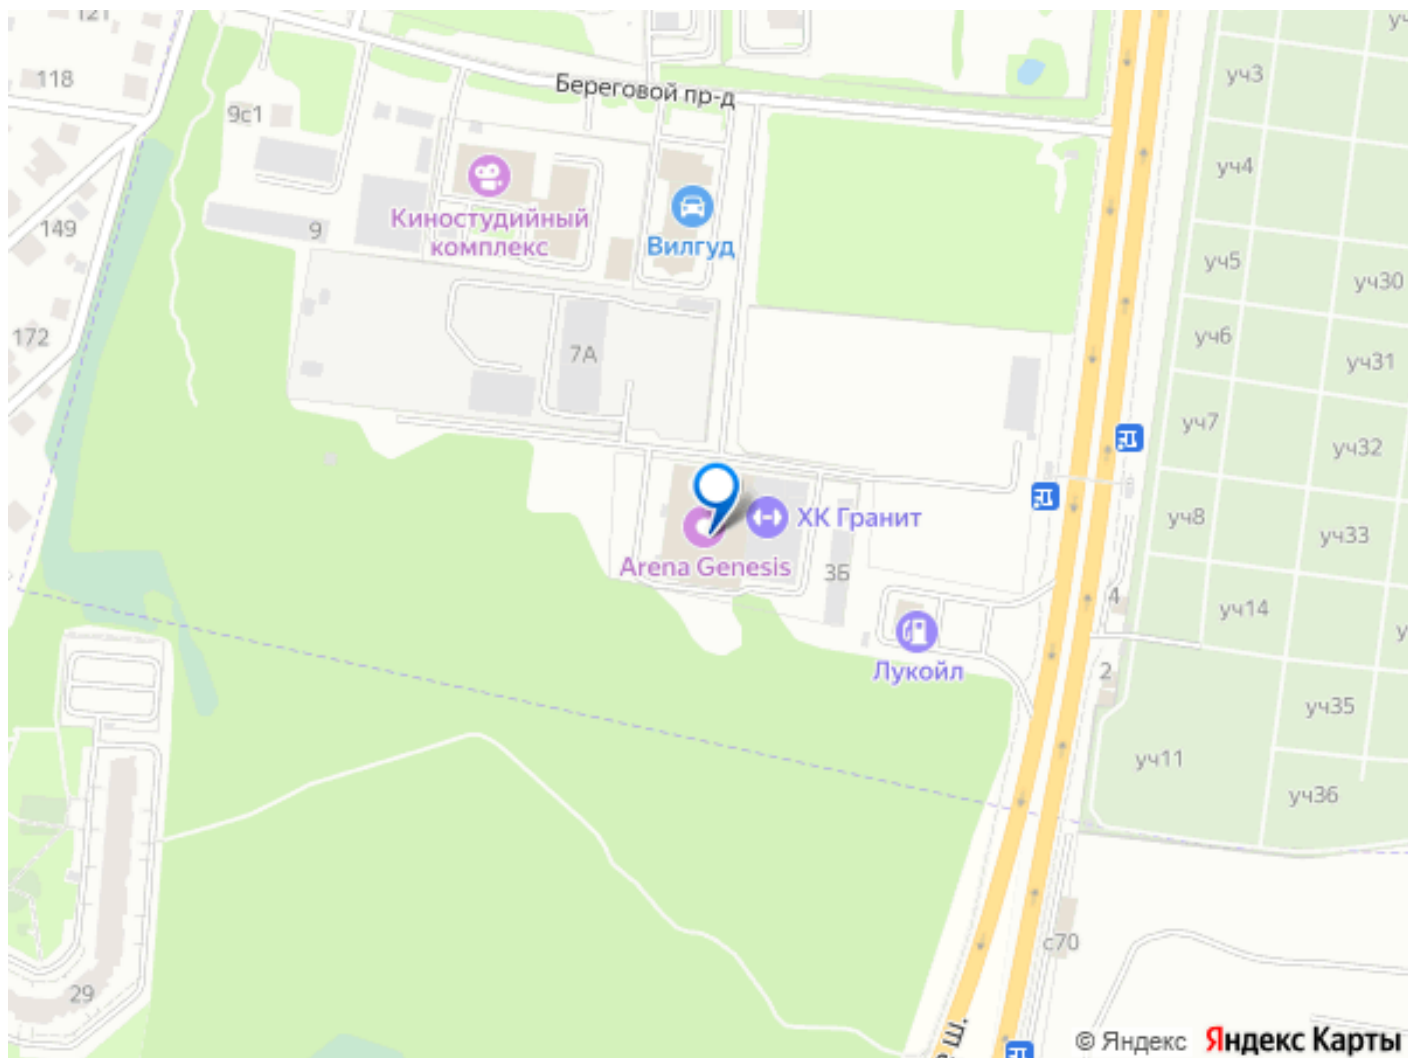 121
118
9с1
Береговой пр-д
уч3
уч4
Киностудийный
комплекс
Вилгуд
149
9
уч5
уч30
172
7А
уч6
уч31
уч7
уч32
ХК Гранит
Arena Genesis
3Б
уч8
уч33
4
уч14
Лукойл
2
уч35
уч11
уч36
с70
29
ш.
© Яндекс
Яндекс Карты